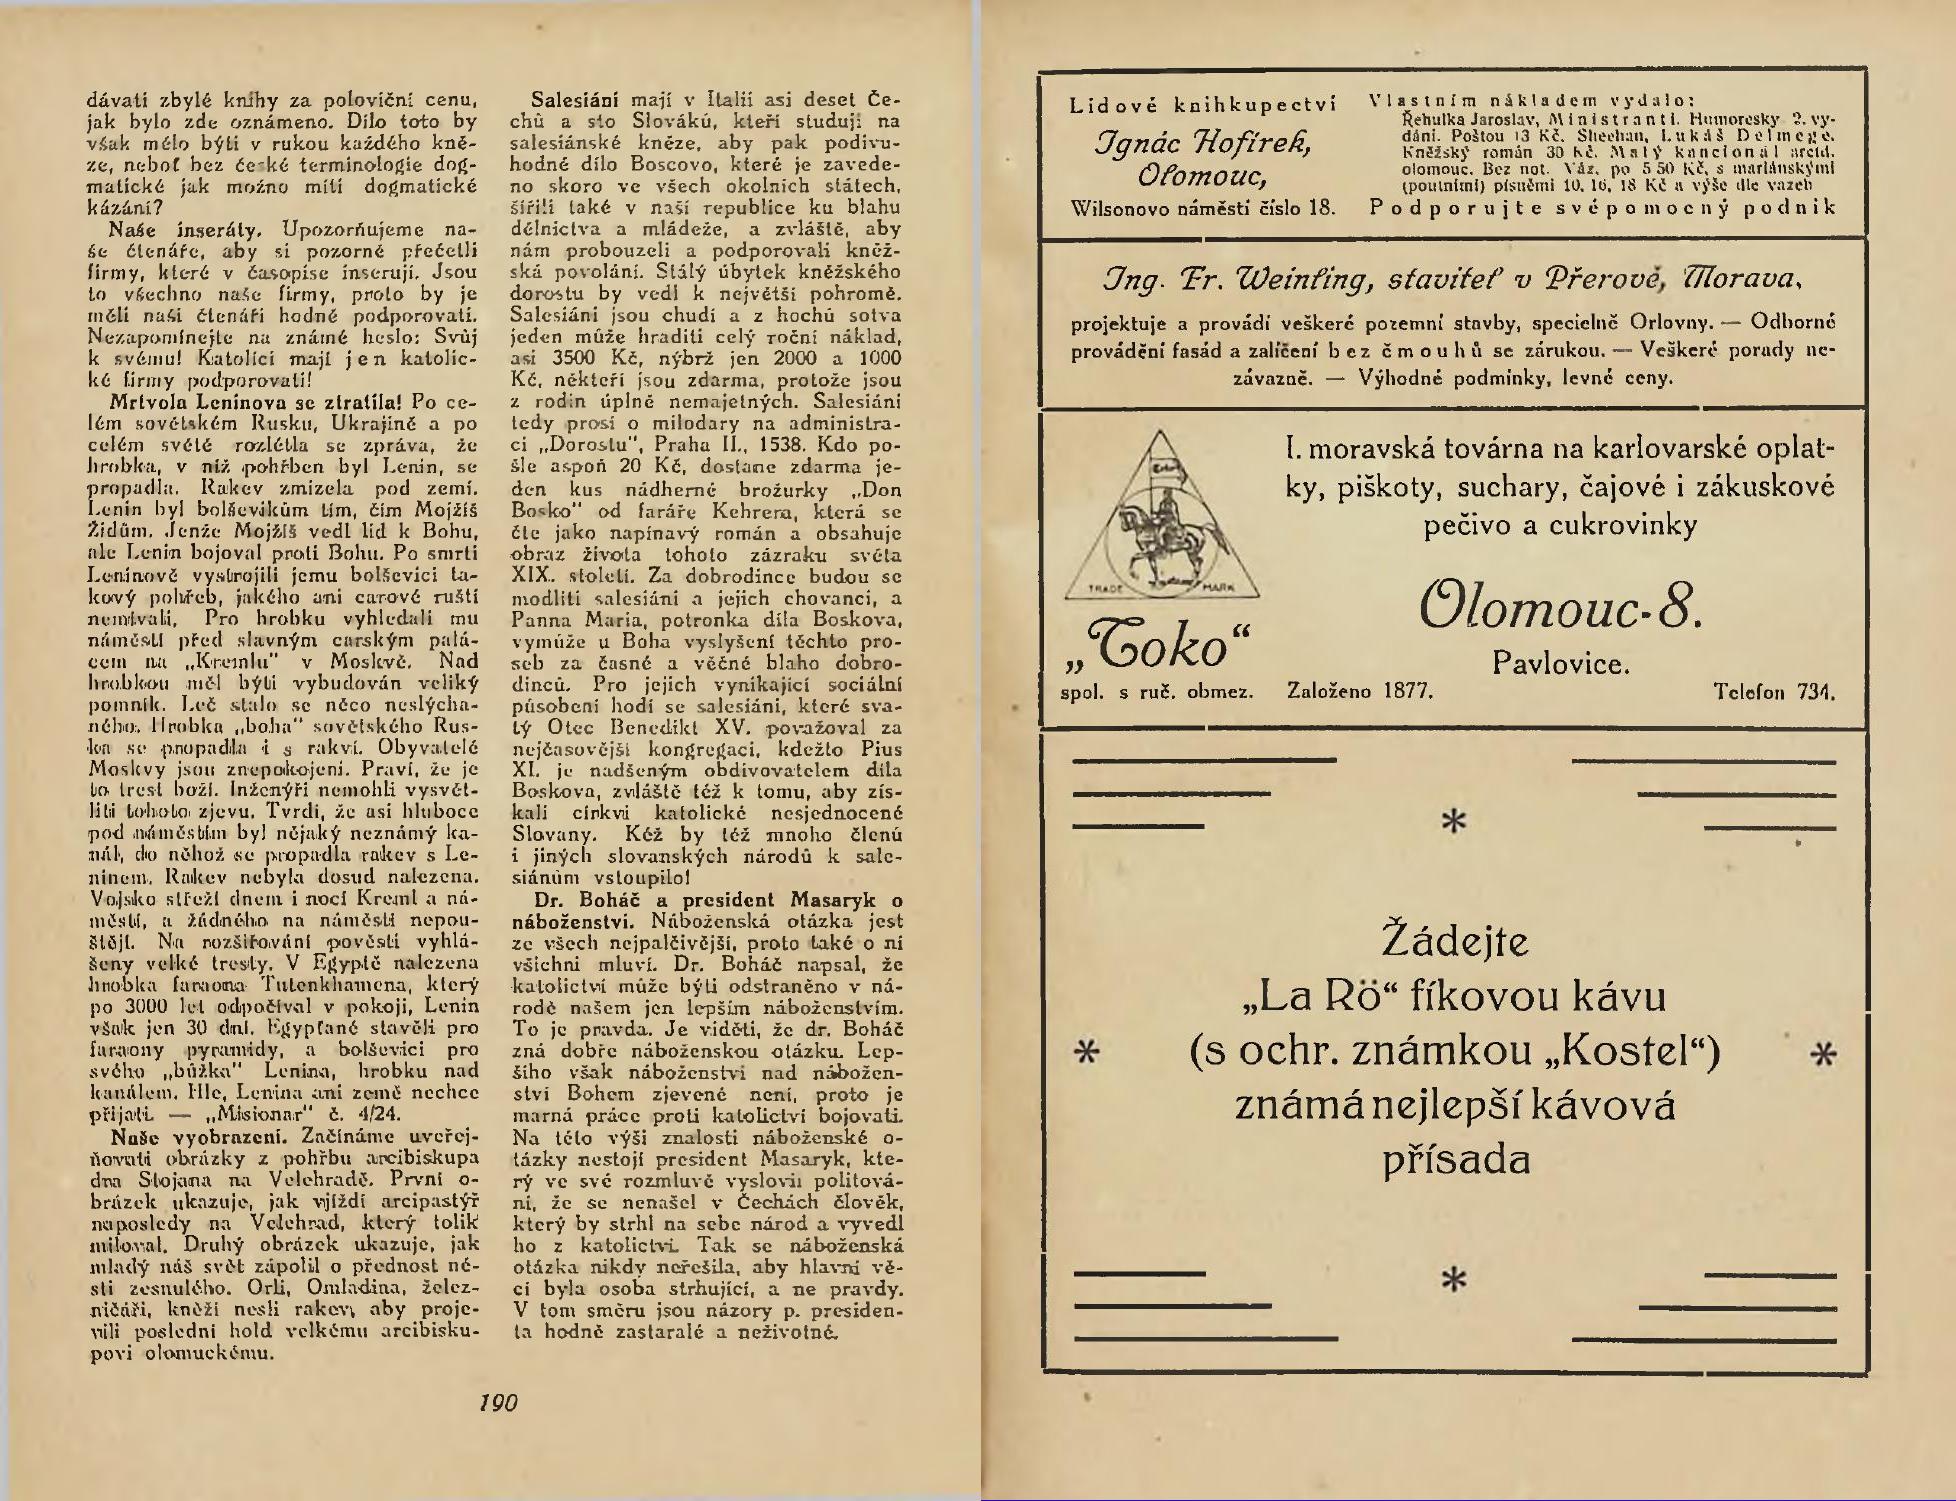 dávati zbylé knihy za poloviční cenu,
jak bylo zde oznámeno. Dílo toto by
však mělo býti v rukou každého kně-
ze, neboť bez české terminologie dog-
matické jak možno míti dogmatické
kázání?
Naše inseráty. Upozorňujeme na-
še čtenáře, aby si pozorně přečetli
firmy, které v časopise inserují. Jsou
to všechno naše firmy, proto by je
měli naši čtenáři hodně podporovati.
Nezapomínejte na známé heslo: Svůj
k svému! Katolíci mají jen katolic-
ké firmy podporovati!
Mrtvola Leninova se ztratila! Po ce-
lém sovětském Rusku, Ukrajině a po
celém světě rozlétla se zpráva, že
hrobka, v níž pohřben byl Lenin, se
propadla. Rakev zmizela pod zemí.
Lenin byl bolševikům tím, čím Mojžíš
Židům. Jenže Mojžíš vedl lid k Bohu,
ale Lenin bojoval proti Bohu. Po smrti
Leninově vystrojili jemu bolševici ta-
kový pohřeb, jakého ani carové ruští
nemívali. Pro hrobku vyhledali mu
náměstí před slavným carským palá-
cem na „Kremlu" v Moskvě. Nad
hrobkou měl býti vybudován veliký
pomník. Leč stalo se něco neslýcha-
ného. Hrobka „boha" sovětského Rus-
ka se propadla i s rakví. Obyvatelé
Moskvy jsou znepokojeni. Praví, že je
to trest boží. Inženýři nemohli vysvět-
liti tohoto zjevu. Tvrdí, že asi hluboce
pod náměstím byl nějaký neznámý ka-
nál, do něhož se propadla rakev s Le-
ninem. Rakev nebyla dosud nalezena.
Vojsko střeží dnem i nocí Kreml a ná-
městí, a žádného na náměstí nepou-
štějí. Na rozšiřování pověstí vyhlá-
šeny velké tresty. V Egyptě nalezena
hrobka faraona Tutenkhamena, který
po 3000 let odpočíval v pokoji, Lenin
však jen 30 dní. Egypťané stavěli pro
faraony pyramidy, a bolševici pro
svého „bůžka" Lenina, hrobku nad
kanálem. Hle, Lenina ani země nechce
přijati. — „Misionar" č. 4/24.
Naše vyobrazení. Začínáme uveřej-
ňovati obrázky z pohřbu arcibiskupa
dra Stojana na Velehradě. První o-
brázek ukazuje, jak vjíždí arcipastýř
naposledy na Velehrad, který tolik
miloval. Druhý obrázek ukazuje, jak
mladý náš svět zápolil o přednost né-
sti zesnulého. Orli, Omladina, želez-
ničáři, kněží nesli rakev, aby proje-
vili poslední hold velkému arcibisku-
povi olomuckému.
Salesiáni mají v Italii asi deset Če-
chů a sto Slováků, kteří studují na
salesiánské kněze, aby pak podivu-
hodné dílo Boscovo, které je zavede-
no skoro ve všech okolních státech,
šířili také v naší republice ku blahu
dělnictva a mládeže, a zvláště, aby
nám probouzeli a podporovali kněž-
ská povolání. Stálý úbytek kněžského
dorostu by vedl k největší pohromě.
Salesiáni jsou chudí a z hochů sotva
jeden může hraditi celý roční náklad,
asi 3500 Kč, nýbrž jen 2000 a 1000
Kč, někteří jsou zdarma, protože jsou
z rodin úplně nemajetných. Salesiáni
tedy prosí o milodary na administra-
ci „Dorostu", Praha II., 1538. Kdo po-
šle aspoň 20 Kč, dostane zdarma je-
den kus nádherné brožurky „Don
Bosko" od faráře Kehrera, která se
čte jako napínavý román a obsahuje
obraz života tohoto zázraku světa
XIX. století. Za dobrodince budou se
modliti salesiáni a jejich chovanci, a
Panna Maria, potronka díla Boskova,
vymůže u Boha vyslyšení těchto pro-
seb za časné a věčné blaho dobro-
dinců. Pro jejich vynikající sociální
působení hodí se salesiáni, které sva-
tý Otec Benedikt XV. považoval za
nejčasovější kongregaci, kdežto Pius
XI. je nadšeným obdivovatelem díla
Boskova, zvláště též k tomu, aby zís-
kali církvi katolické nesjednocené
Slovany. Kéž by též mnoho členů
i jiných slovanských národů k sale-
siánům vstoupilo!
Dr. Boháč a president Masaryk o
náboženství. Náboženská otázka jest
ze všech nejpalčivější, proto také o ní
všichni mluví. Dr. Boháč napsal, že
katolictví může býti odstraněno v ná-
rodě našem jen lepším náboženstvím.
To je pravda. Je viděti, že dr. Boháč
zná dobře náboženskou otázku. Lep-
šího však náboženství nad nábožen-
ství Bohem zjevené není, proto je
marná práce proti katolictví bojovati.
Na této výši znalosti náboženské o-
tázky nestojí president Masaryk, kte-
rý ve své rozmluvě vyslovil politová-
ní, že se nenašel v Čechách člověk,
který by strhl na sebe národ a vyvedl
ho z katolictví. Tak se náboženská
otázka nikdy neřešila, aby hlavní vě-
cí byla osoba strhující, a ne pravdy.
V tom směru jsou názory p. presiden-
ta hodně zastaralé a neživotné.
190
Lidové knihkupectví
Ignác Hofírek,
Olomouc,
Wilsonovo náměstí číslo 18.
Vlastním nákladem vydalo:
Řehulka Jaroslav, Ministranti. Humoresky 2. vy-
dání. Poštou 13 Kč. Sheehan, Lukáš Delmege.
Kněžský román 30 Kč. Malý kancionál arcid.
olomouc. Bez not. Váz. po 5 50 Kč, s mariánskými
(poutními) písněmi 10, 16, 18 Kč a výše dle vazeb
Podporujte svépomocný podnik
Ing. Fr. Weinling, stavitel v Přerově, Morava,
projektuje a provádí veškeré pozemní stavby, specielně Orlovny. — Odborné
provádění fasád a zalíčení bez čmouhů se zárukou. — Veškeré porady ne-
závazně. — Výhodné podmínky, levné ceny.
TRADE MARK
„Toko“
spol. s ruč. obmez.
I. moravská továrna na karlovarské oplat-
ky, piškoty, suchary, čajové i zákuskové
pečivo a cukrovinky
Olomouc-8.
Pavlovice.
Založeno 1877. Telefon 734.
Žádejte
„La Rö“ fíkovou kávu
(s ochr. známkou „Kostel“)
známá nejlepší kávová
přísada